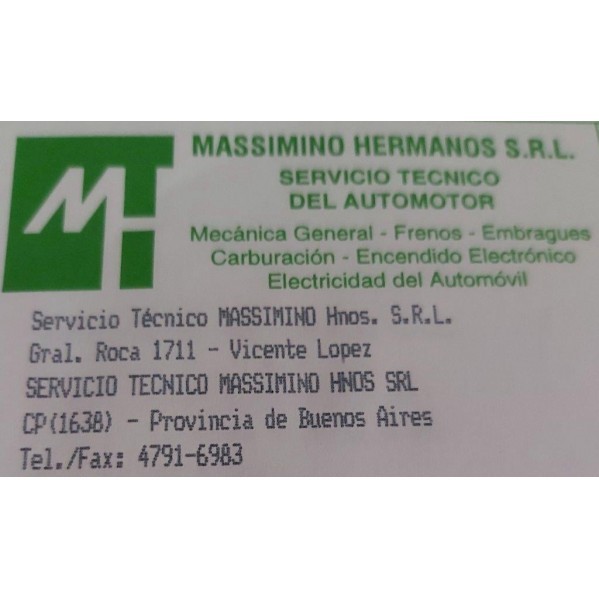 MH
MASSIMINO HERMANOS S.R.L.
SERVICIO TECNICO
DEL AUTOMOTOR
Mecánica General - Frenos - Embragues
Carburación - Encendido Electrónico
Electricidad del Automóvil
Servicio Técnico MASSIMINO Hnos. S.R.L.
Gral. Roca 1711 - Vicente Lopez
SERVICIO TECNICO MASSIMINO HNOS SRL
CP(1638) - Provincia de Buenos Aires
Tel./Fax: 4791-6983